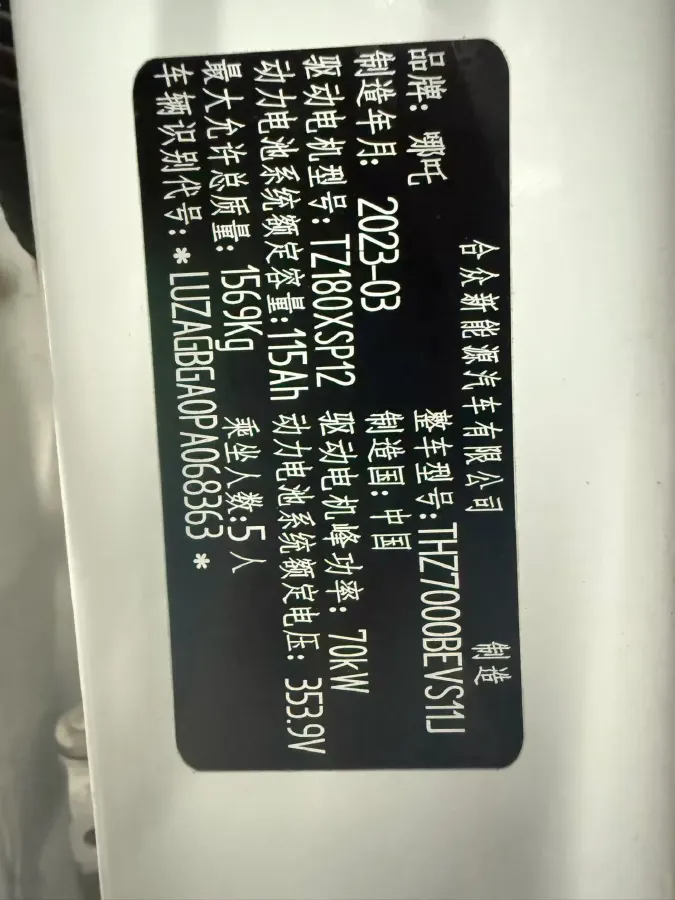 合众新能源汽车有限公司 制造
品牌: 哪吒 整车型号: THZ7000BEVS11J
制造年月: 2023-03 制造国: 中国
驱动电机型号: TZ180XSP12 驱动电机峰功率: 70kW
动力电池系统额定容量: 115Ah 动力电池系统额定电压: 353.9V
最大允许总质量: 1569Kg 乘坐人数: 5人
车辆识别代号: *LUZAGBGA0PA068363*